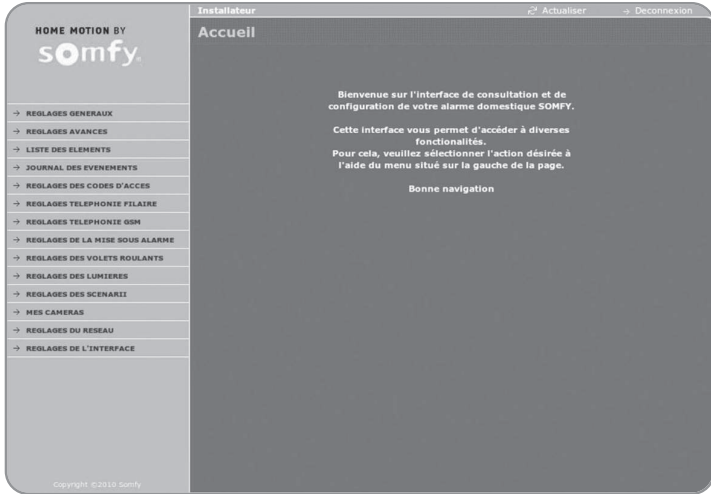 Installateur
Actualiser
→ Deconnexion
HOME MOTION BY
somfy.
Accueil
Bienvenue sur l'interface de consultation et de
configuration de votre alarme domestique SOMFY.
Cette interface vous permet d'accéder à diverses
fonctionalités.
Pour cela, veuillez sélectionner l'action désirée à
l'aide du menu situé sur la gauche de la page.
Bonne navigation
→ REGLAGES GENERAUX
→ REGLAGES AVANCES
→ LISTE DES ELEMENTS
→ JOURNAL DES EVENEMENTS
→ REGLAGES DES CODES D'ACCES
→ REGLAGES TELEPHONIE FILAIRE
→ REGLAGES TELEPHONIE GSM
→ REGLAGES DE LA MISE SOUS ALARME
→ REGLAGES DES VOLETS ROULANTS
→ REGLAGES DES LUMIERES
→ REGLAGES DES SCENARII
→ MES CAMERAS
→ REGLAGES DU RESEAU
→ REGLAGES DE L'INTERFACE
Copyright ©2010 Somfy